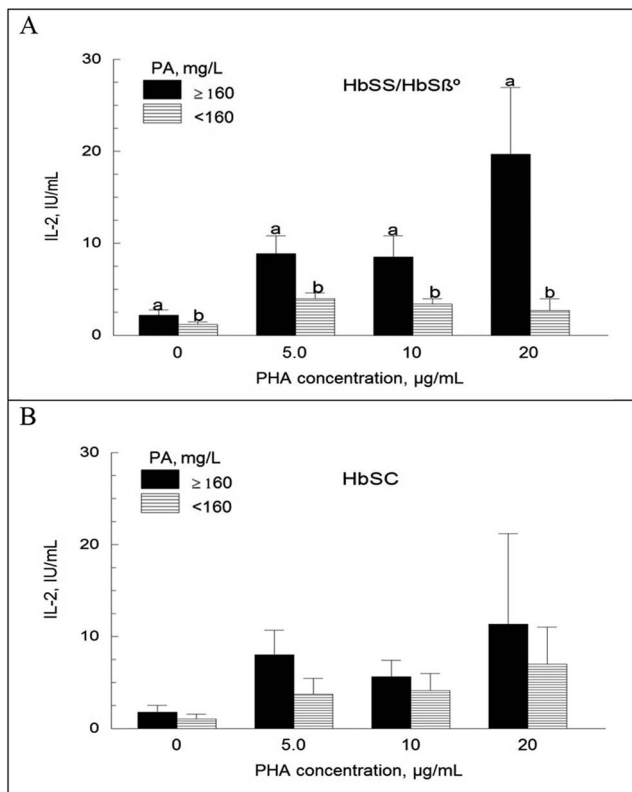 A
30
PA, mg/L
HbSS/HbSßº
≥ 160
<160
a
20
IL-2, IU/mL
a
a
10
b
b
a
b
b
0
0
5.0
10
20
PHA concentration, µg/mL
B
30
PA, mg/L
HbSC
≥ 160
<160
20
IL-2, IU/mL
10
0
0
5.0
10
20
PHA concentration, µg/mL